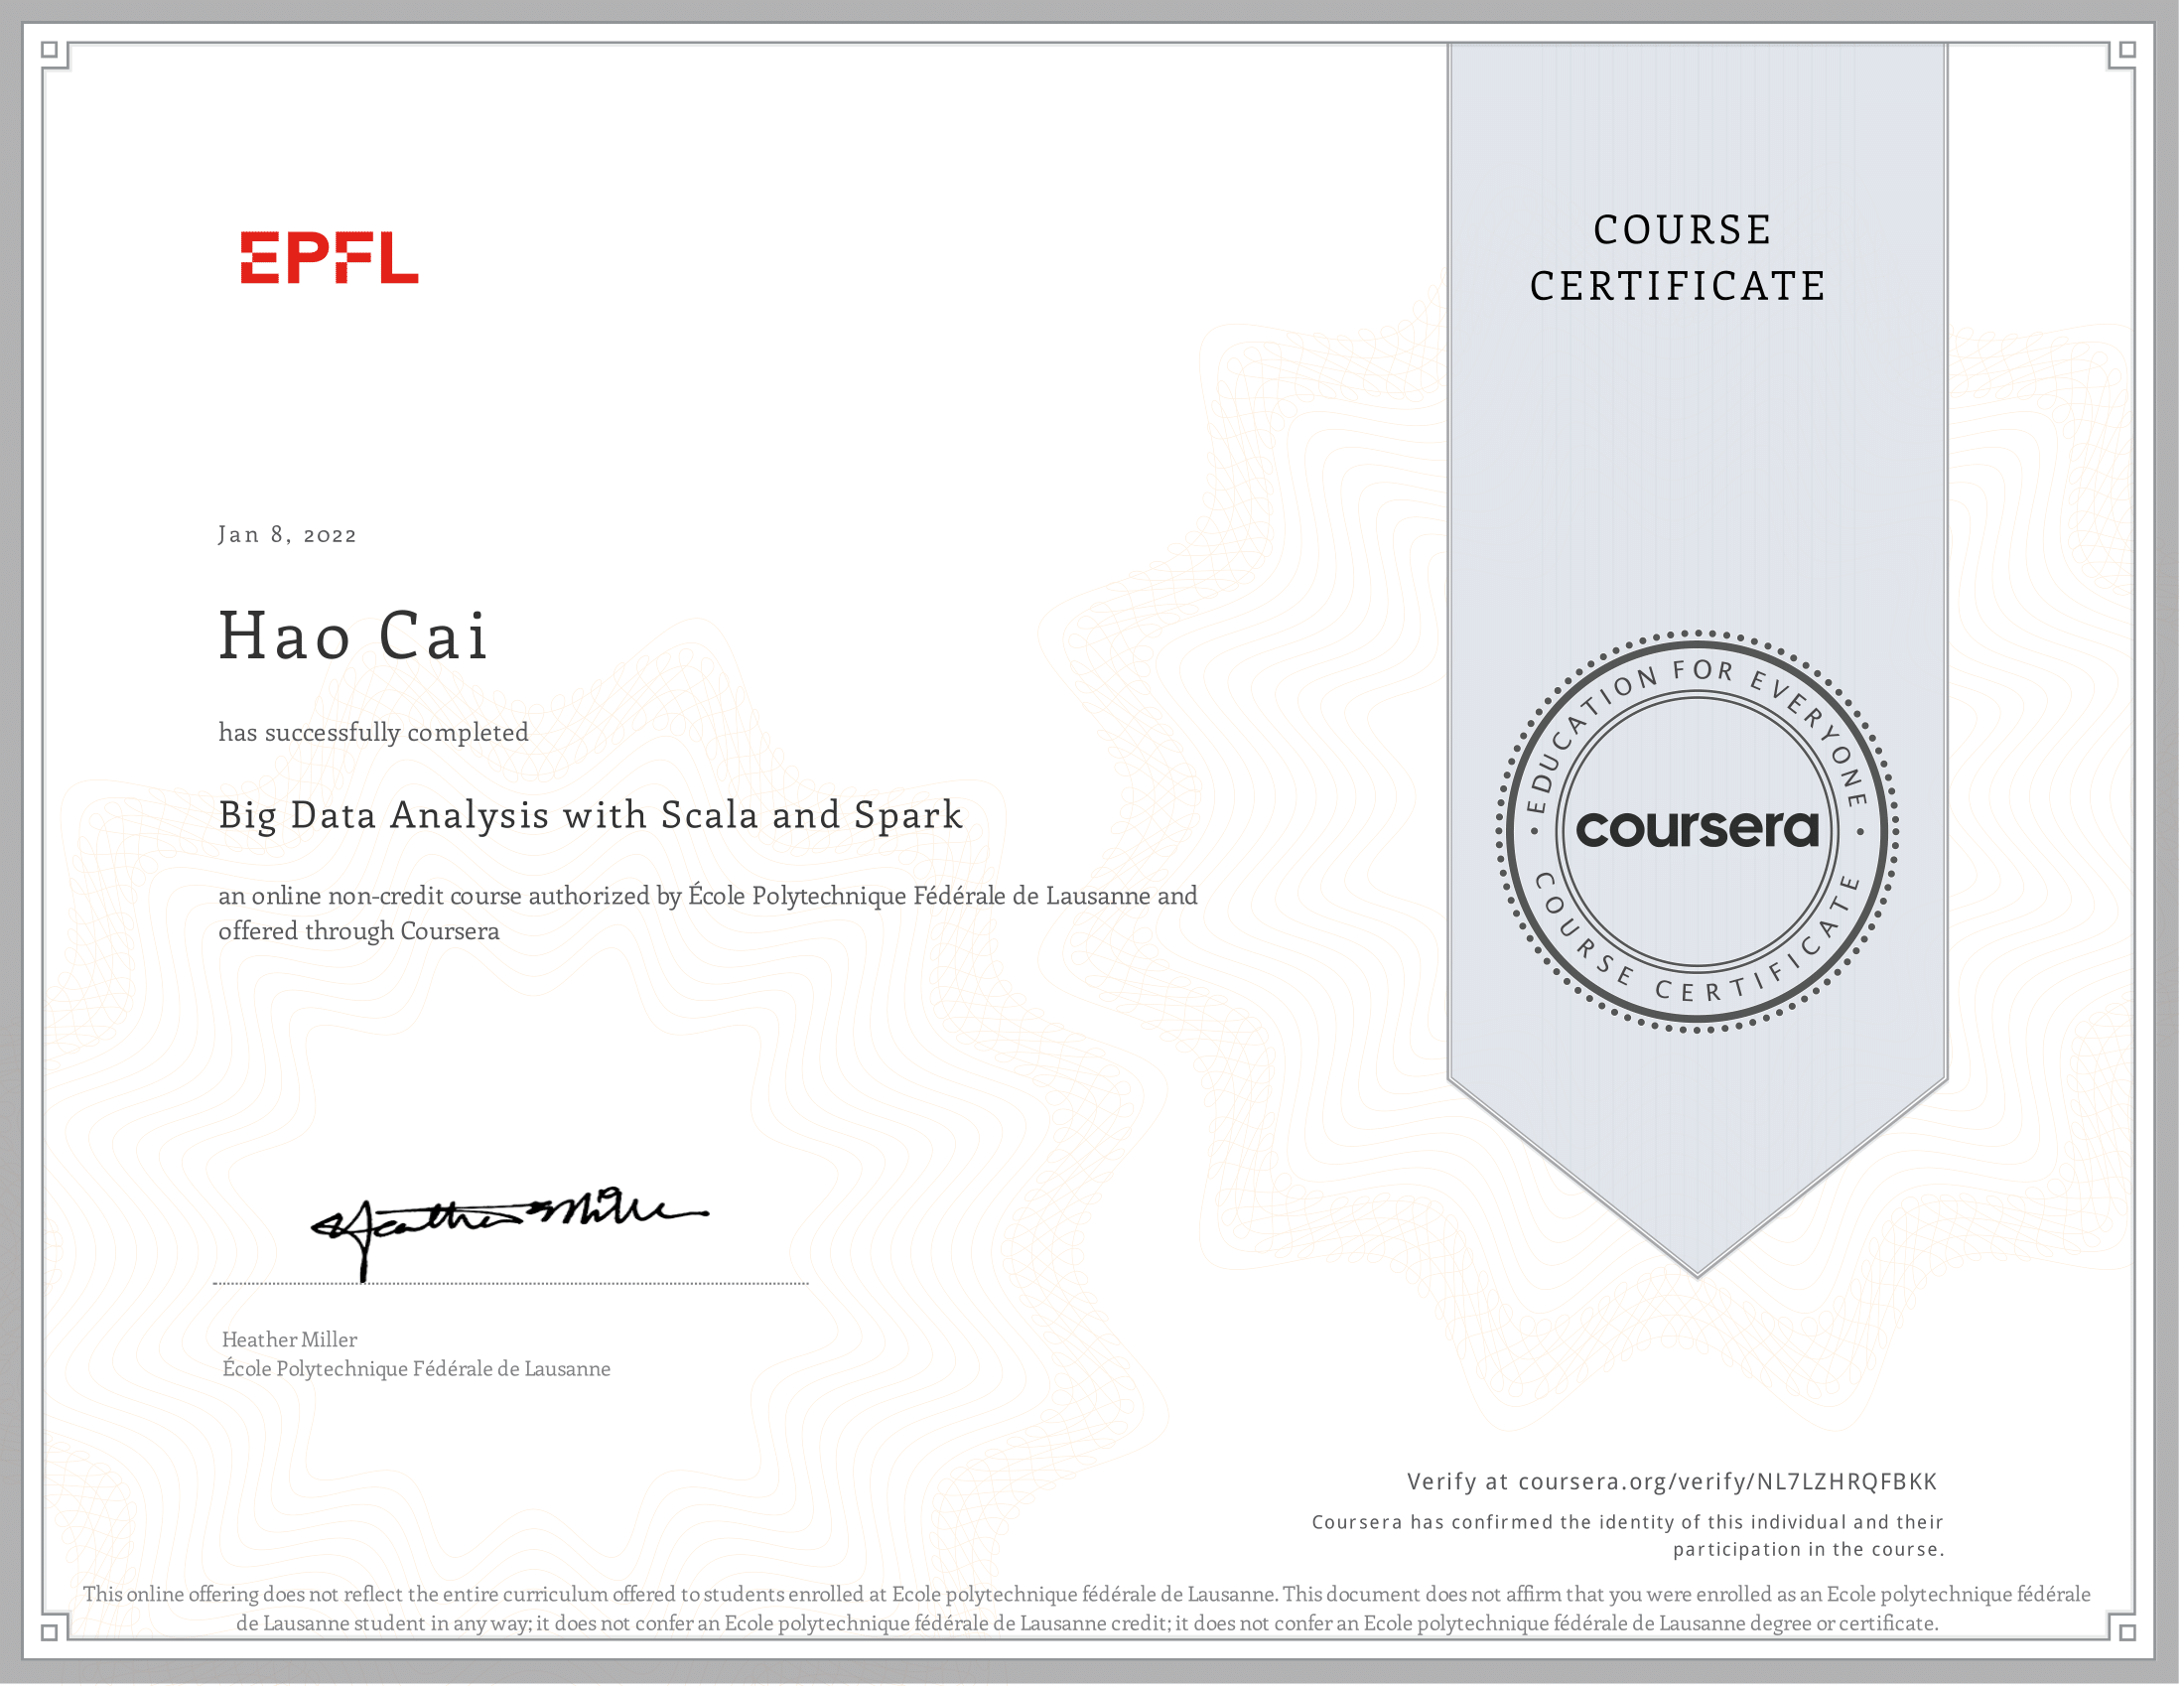 EPFL
COURSE
CERTIFICATE
Jan 8, 2022
Hao Cai
has successfully completed
Big Data Analysis with Scala and Spark
an online non-credit course authorized by École Polytechnique Fédérale de Lausanne and
offered through Coursera
EDUCATION FOR EVERYONE
coursera
COURSE CERTIFICATE
Heather Miller
Heather Miller
École Polytechnique Fédérale de Lausanne
Verify at coursera.org/verify/NL7LZHRQFBKK
Coursera has confirmed the identity of this individual and their
participation in the course.
This online offering does not reflect the entire curriculum offered to students enrolled at Ecole polytechnique fédérale de Lausanne. This document does not affirm that you were enrolled as an Ecole polytechnique fédérale
de Lausanne student in any way; it does not confer an Ecole polytechnique fédérale de Lausanne credit; it does not confer an Ecole polytechnique fédérale de Lausanne degree or certificate.